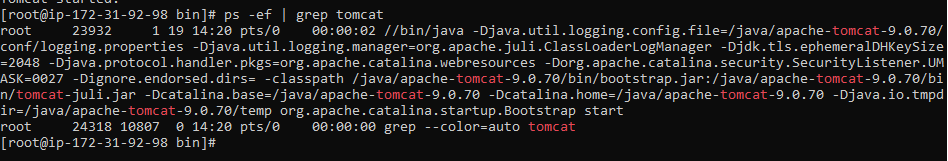 Tomcat started.
[root@ip-172-31-92-98 bin]# ps -ef | grep tomcat
root     23932     1 19 14:20 pts/0    00:00:02 //bin/java -Djava.util.logging.config.file=/java/apache-tomcat-9.0.70/
conf/logging.properties -Djava.util.logging.manager=org.apache.juli.ClassLoaderLogManager -Djdk.tls.ephemeralDHKeySize
=2048 -Djava.protocol.handler.pkgs=org.apache.catalina.webresources -Dorg.apache.catalina.security.SecurityListener.UM
ASK=0027 -Dignore.endorsed.dirs= -classpath /java/apache-tomcat-9.0.70/bin/bootstrap.jar:/java/apache-tomcat-9.0.70/bi
n/tomcat-juli.jar -Dcatalina.base=/java/apache-tomcat-9.0.70 -Dcatalina.home=/java/apache-tomcat-9.0.70 -Djava.io.tmpd
ir=/java/apache-tomcat-9.0.70/temp org.apache.catalina.startup.Bootstrap start
root     24318 10807  0 14:20 pts/0    00:00:00 grep --color=auto tomcat
[root@ip-172-31-92-98 bin]#